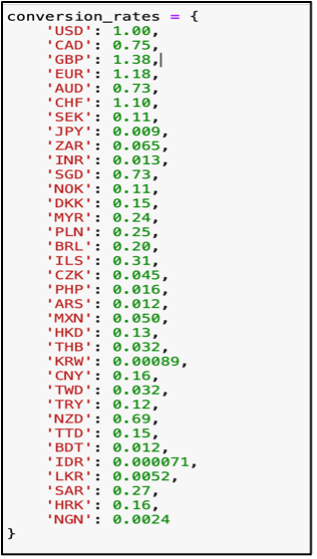 conversion_rates = {
'USD': 1.00,
'CAD': 0.75,
'GBP': 1.38,
'EUR': 1.18,
'AUD': 0.73,
'CHF': 1.10,
'SEK': 0.11,
'JPY': 0.009,
'ZAR': 0.065,
'INR': 0.013,
'SGD': 0.73,
'NOK': 0.11,
'DKK': 0.15,
'MYR': 0.24,
'PLN': 0.25,
'BRL': 0.20,
'ILS': 0.31,
'CZK': 0.045,
'PHP': 0.016,
'ARS': 0.012,
'MXN': 0.050,
'HKD': 0.13,
'THB': 0.032,
'KRW': 0.00089,
'CNY': 0.16,
'TWD': 0.032,
'TRY': 0.12,
'NZD': 0.69,
'TTD': 0.15,
'BDT': 0.012,
'IDR': 0.000071,
'LKR': 0.0052,
'SAR': 0.27,
'HRK': 0.16,
'NGN': 0.0024
}